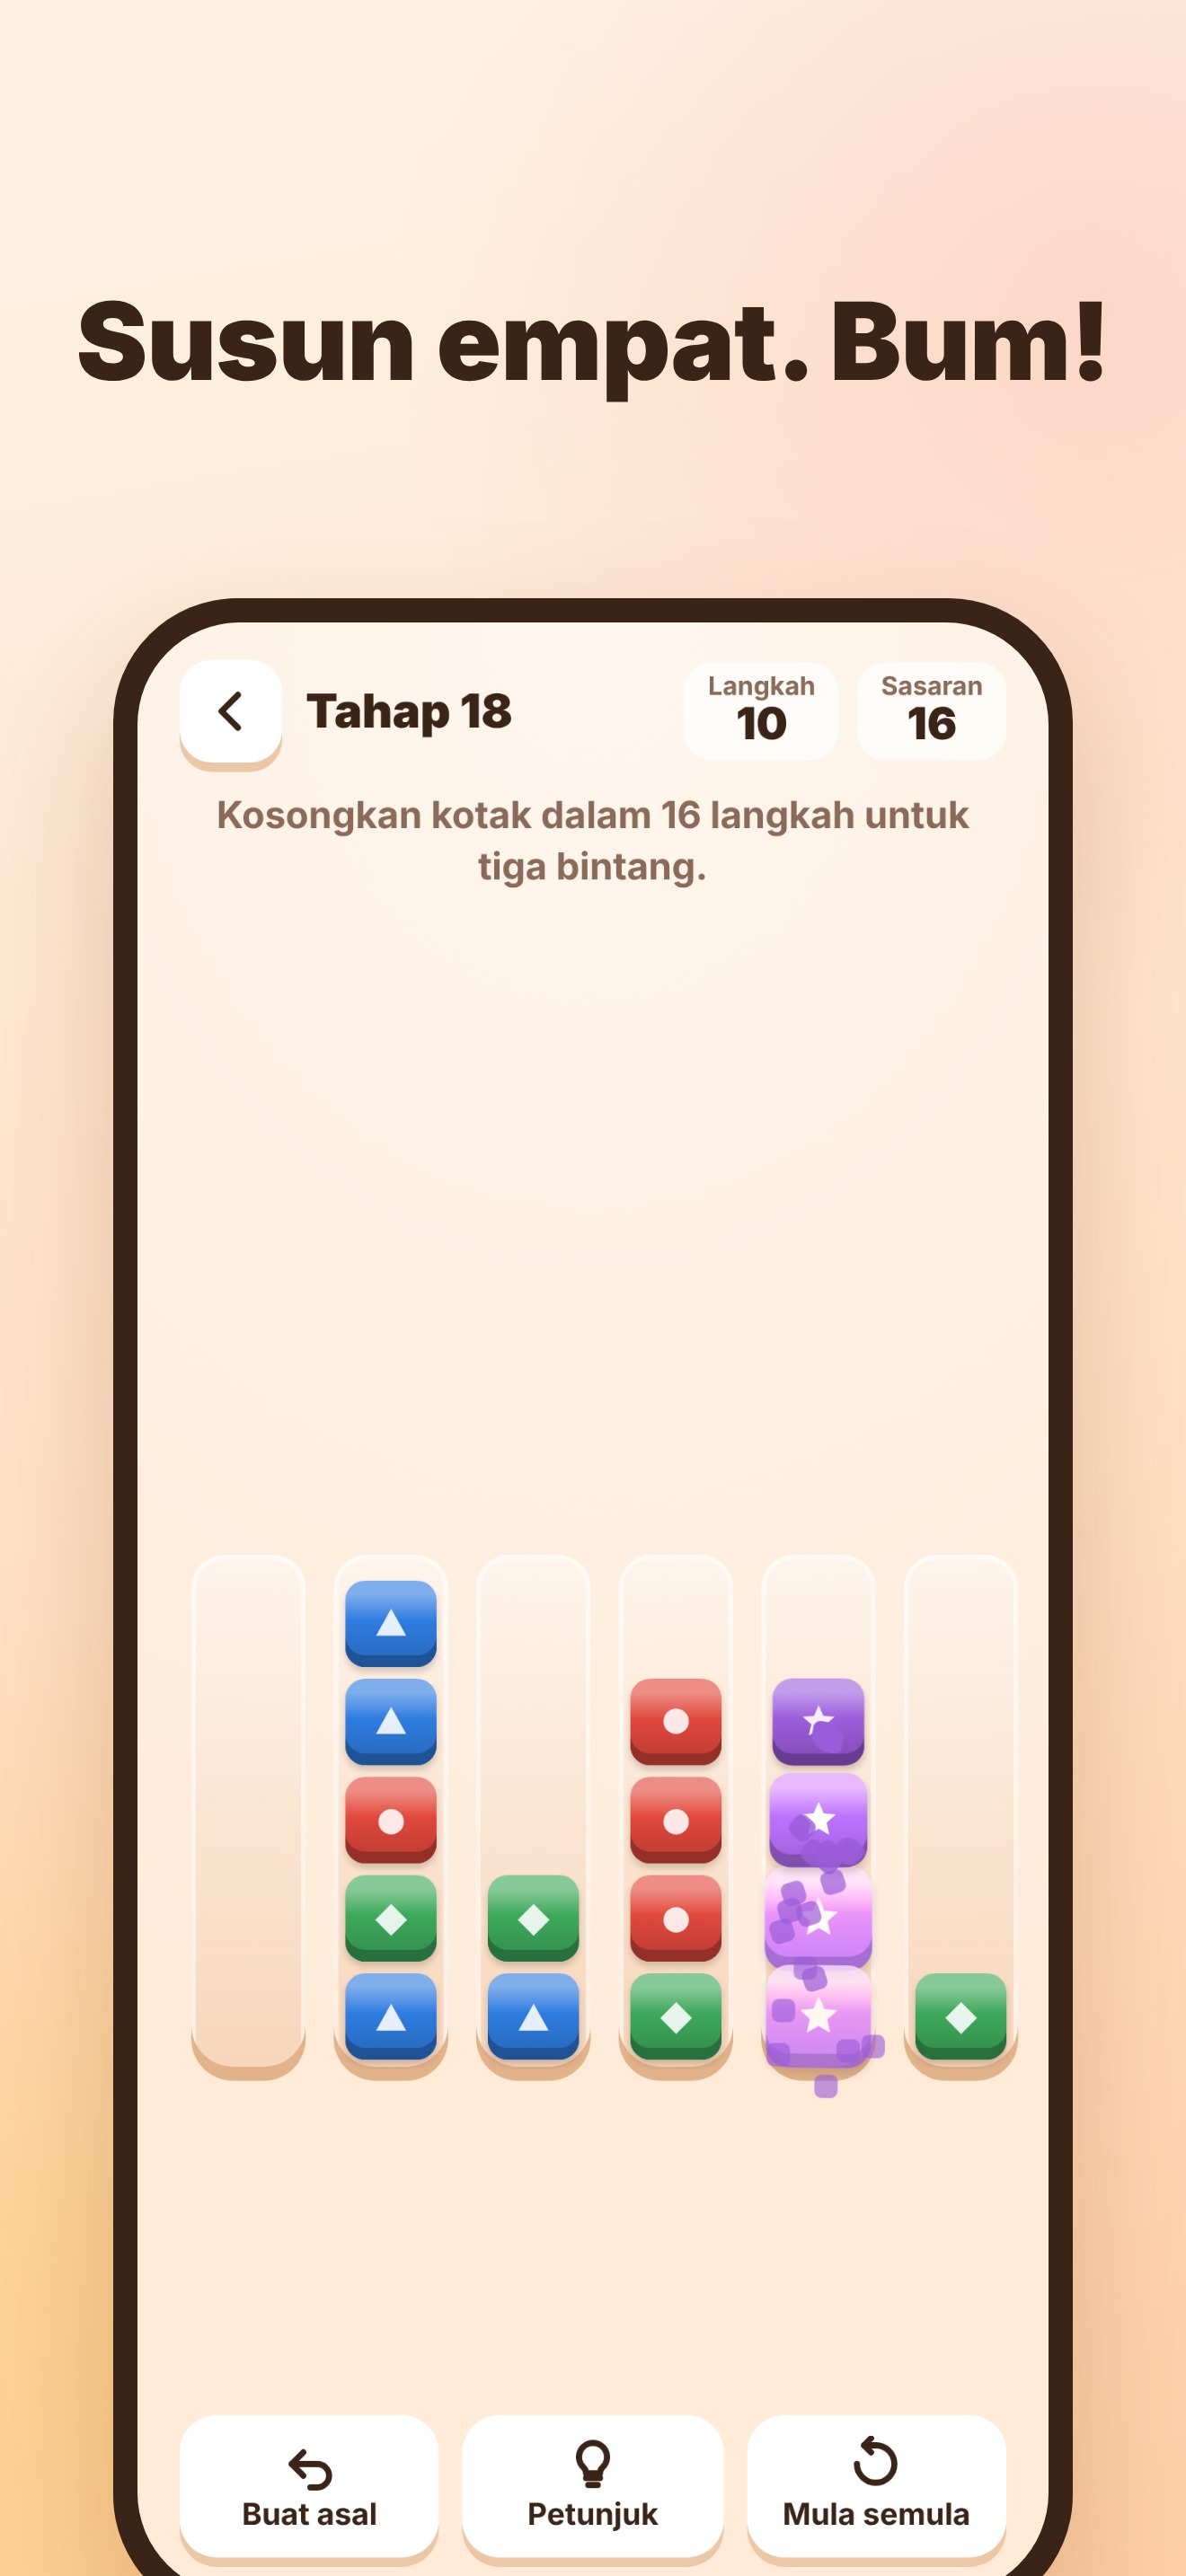 Susun empat. Bum!
Tahap 18
Langkah
10
Sasaran
16
Kosongkan kotak dalam 16 langkah untuk
tiga bintang.
Buat asal
Petunjuk
Mula semula